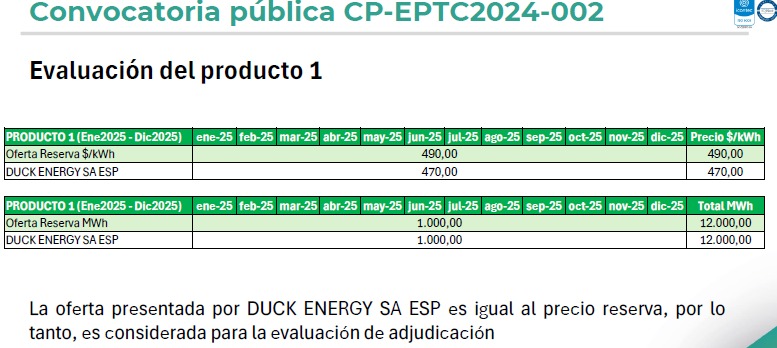 Convocatoria pública CP-EPTC2024-002
icontec
Evaluación del producto 1
PRODUCTO 1 (Ene2025 - Dic2025) ene-25 feb-25 mar-25 abr-25 may-25 jun-25 jul-25 ago-25 sep-25 oct-25 nov-25 dic-25 Precio $/kWh
Oferta Reserva $/kWh 490,00 490,00
DUCK ENERGY SA ESP 470,00 470,00
PRODUCTO 1 (Ene2025 - Dic2025) ene-25 feb-25 mar-25 abr-25 may-25 jun-25 jul-25 ago-25 sep-25 oct-25 nov-25 dic-25 Total MWh
Oferta Reserva MWh 1.000,00 12.000,00
DUCK ENERGY SA ESP 1.000,00 12.000,00
La oferta presentada por DUCK ENERGY SA ESP es igual al precio reserva, por lo
tanto, es considerada para la evaluación de adjudicación